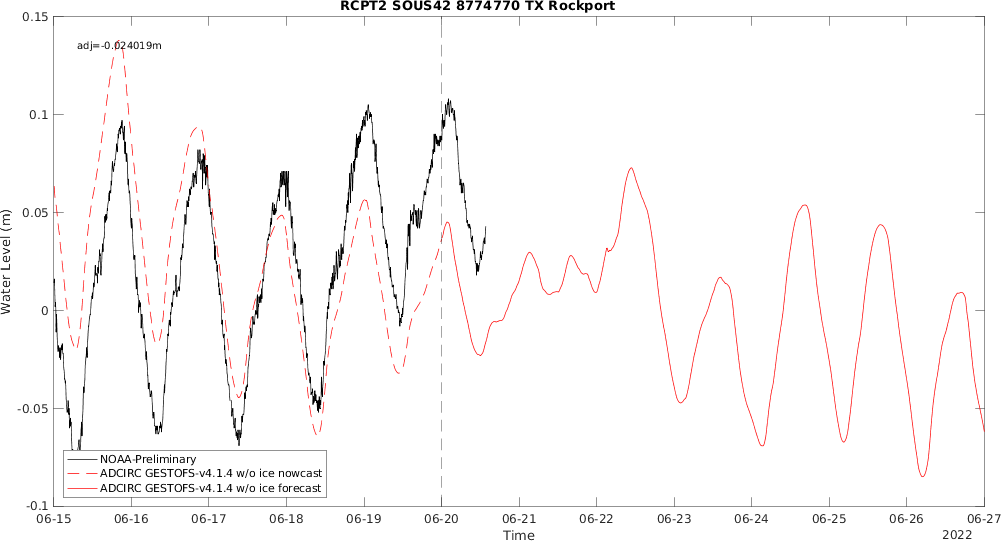 RCPT2 SOUS42 8774770 TX Rockport
adj=-0.024019m
Water Level (m)
0.15
0.1
0.05
0
-0.05
-0.1
NOAA-Preliminary
ADCIRC GESTOFS-v4.1.4 w/o ice nowcast
ADCIRC GESTOFS-v4.1.4 w/o ice forecast
06-15 06-16 06-17 06-18 06-19 06-20 06-21 06-22 06-23 06-24 06-25 06-26 06-27
Time
2022